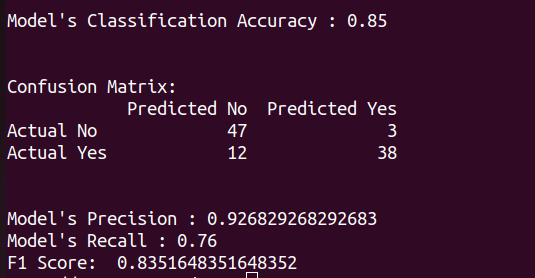 Model's Classification Accuracy : 0.85
Confusion Matrix:
Predicted No Predicted Yes
Actual No 47 3
Actual Yes 12 38
Model's Precision : 0.926829268292683
Model's Recall : 0.76
F1 Score: 0.8351648351648352